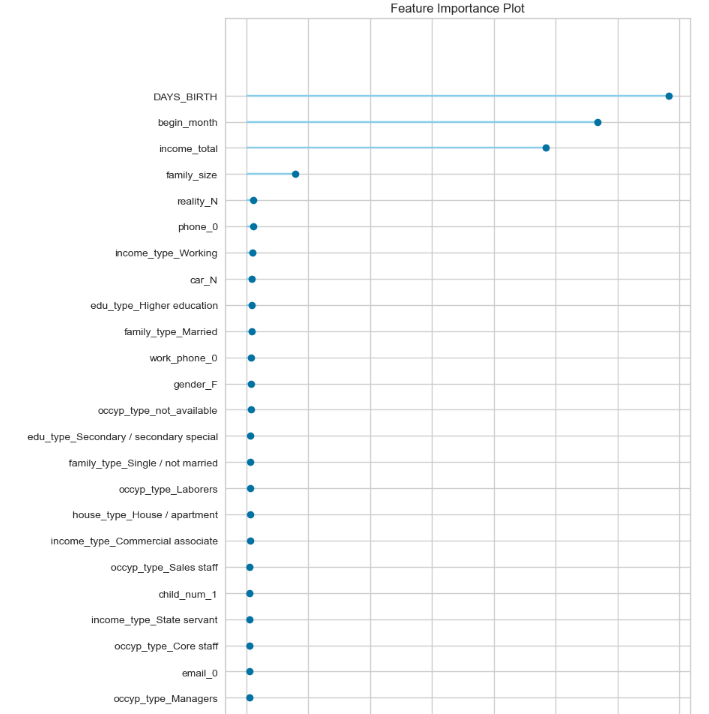 Feature Importance Plot
DAYS_BIRTH
begin_month
income_total
family_size
reality_N
phone_0
income_type_Working
car_N
edu_type_Higher education
family_type_Married
work_phone_0
gender_F
occyp_type_not_available
edu_type_Secondary / secondary special
family_type_Single / not married
occyp_type_Laborers
house_type_House / apartment
income_type_Commercial associate
occyp_type_Sales staff
child_num_1
income_type_State servant
occyp_type_Core staff
email_0
occyp_type_Managers